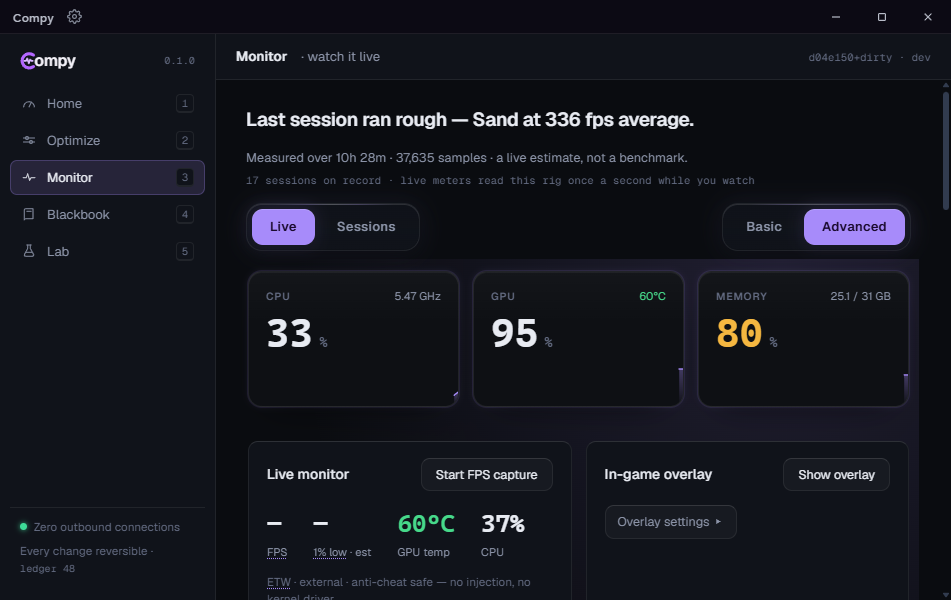 Compy
Compy 0.1.0
Home 1
Optimize 2
Monitor 3
Blackbook 4
Lab 5
Zero outbound connections
Every change reversible ·
ledger 48
Monitor · watch it live
d04e150+dirty · dev
Last session ran rough — Sand at 336 fps average.
Measured over 10h 28m · 37,635 samples · a live estimate, not a benchmark.
17 sessions on record · live meters read this rig once a second while you watch
Live Sessions
Basic Advanced
CPU 5.47 GHz
33 %
GPU 60°C
95 %
MEMORY 25.1 / 31 GB
80 %
Live monitor Start FPS capture
— — 60°C 37%
FPS 1% low · est GPU temp CPU
ETW · external · anti-cheat safe — no injection, no
kernel driver
In-game overlay Show overlay
Overlay settings ▸